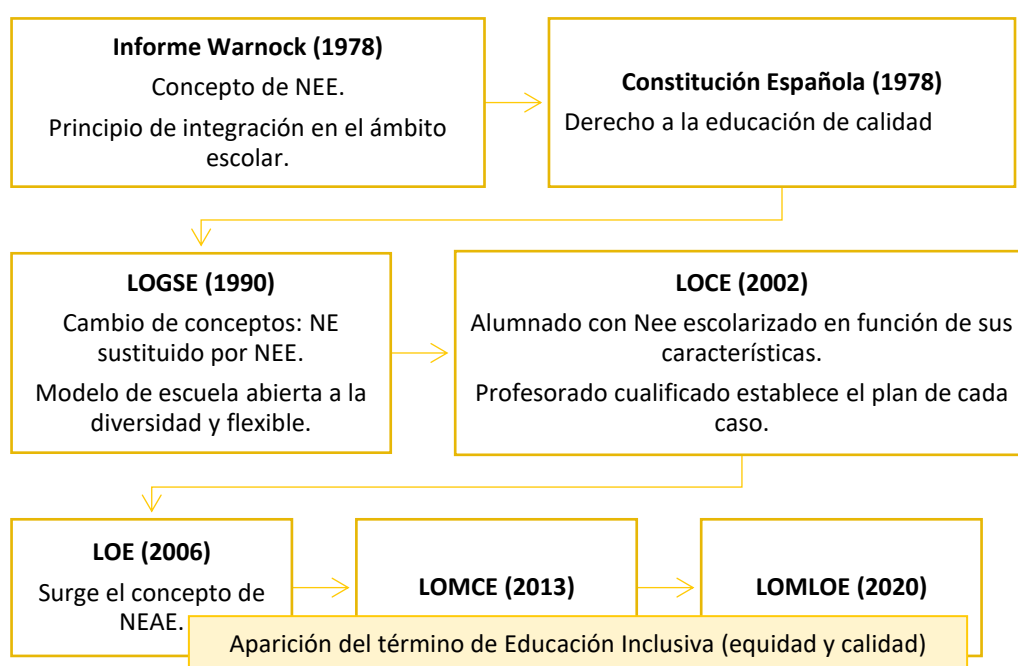 Informe Warnock (1978)
Concepto de NEE.
Principio de integración en el ámbito
escolar.
Constitución Española (1978)
Derecho a la educación de calidad
LOGSE (1990)
Cambio de conceptos: NE
sustituido por NEE.
Modelo de escuela abierta a la
diversidad y flexible.
LOCE (2002)
Alumnado con Nee escolarizado en función de sus
características.
Profesorado cualificado establece el plan de cada
caso.
LOE (2006)
Surge el concepto de
NEAE.
LOMCE (2013)
LOMLOE (2020)
Aparición del término de Educación Inclusiva (equidad y calidad)